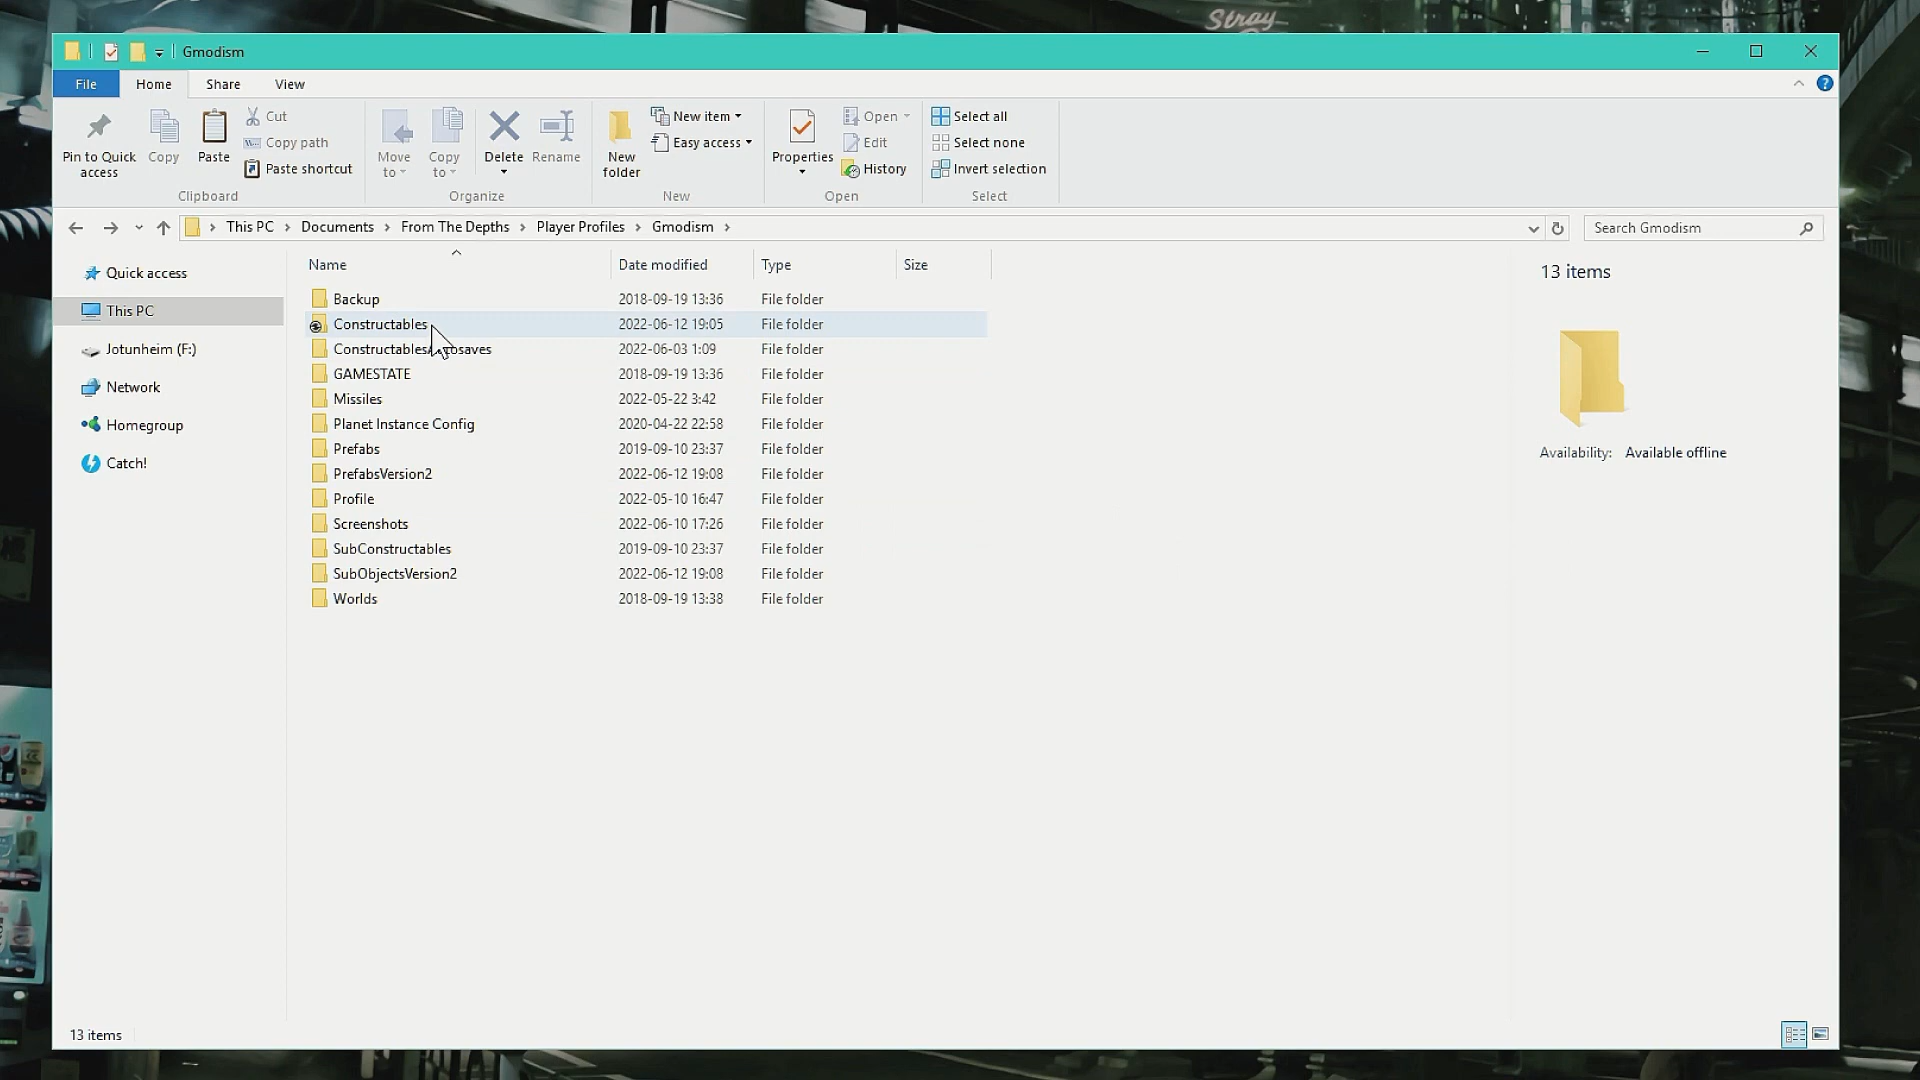 Stray
Gmodism
File Home Share View
Pin to Quick access
Copy
Paste
Cut
Copy path
Paste shortcut
Clipboard
Move to
Copy to
Delete
Rename
Organize
New folder
New item
Easy access
New
Properties
Open
Edit
History
Open
Select all
Select none
Invert selection
Select
This PC > Documents > From The Depths > Player Profiles > Gmodism >
Search Gmodism
Quick access
This PC
Jotunheim (F:)
Network
Homegroup
Catch!
Name Date modified Type Size
Backup 2018-09-19 13:36 File folder
Constructables 2022-06-12 19:05 File folder
Constructables osaves 2022-06-03 1:09 File folder
GAMESTATE 2018-09-19 13:36 File folder
Missiles 2022-05-22 3:42 File folder
Planet Instance Config 2020-04-22 22:58 File folder
Prefabs 2019-09-10 23:37 File folder
PrefabsVersion2 2022-06-12 19:08 File folder
Profile 2022-05-10 16:47 File folder
Screenshots 2022-06-10 17:26 File folder
SubConstructables 2019-09-10 23:37 File folder
SubObjectsVersion2 2022-06-12 19:08 File folder
Worlds 2018-09-19 13:38 File folder
13 items
Availability: Available offline
13 items